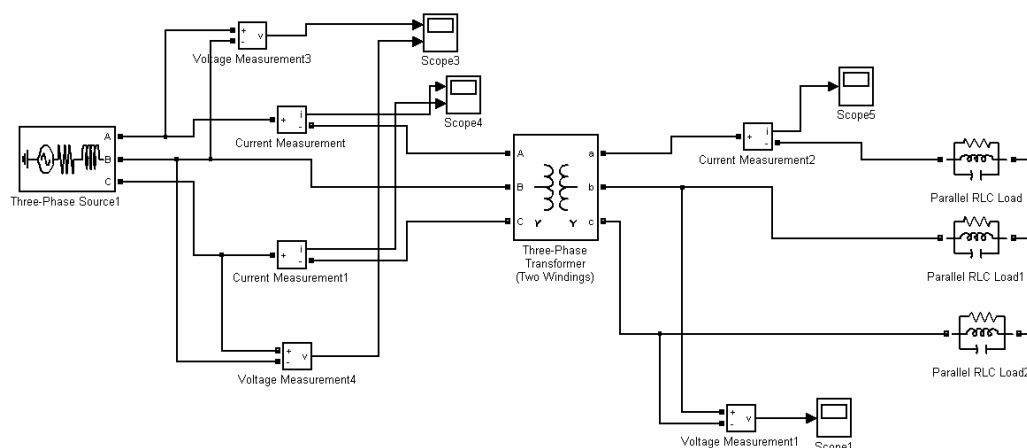 +
-
v
Voltage Measurement3
Scope3
+
-
i
Current Measurement
Scope4
A
B
C
Three-Phase Source1
+
-
i
Current Measurement1
+
-
v
Voltage Measurement4
A
B
C
a
b
c
Y Y
Three-Phase
Transformer
(Two Windings)
+
-
i
Current Measurement2
Scope5
Parallel RLC Load
Parallel RLC Load1
Parallel RLC Load2
+
-
v
Voltage Measurement1
Scope1